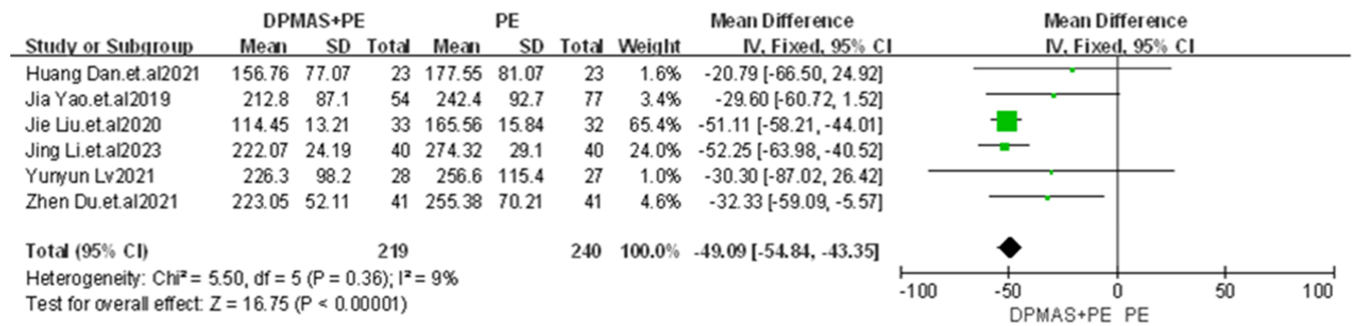 DPMAS+PE PE Mean Difference Mean Difference
Study or Subgroup Mean SD Total Mean SD Total Weight IV, Fixed, 95% CI IV, Fixed, 95% CI
Huang Dan.et.al2021 156.76 77.07 23 177.55 81.07 23 1.6% -20.79 [-66.50, 24.92]
Jia Yao.et.al2019 212.8 87.1 54 242.4 92.7 77 3.4% -29.60 [-60.72, 1.52]
Jie Liu.et.al2020 114.45 13.21 33 165.56 15.84 32 65.4% -51.11 [-58.21, -44.01]
Jing Li.et.al2023 222.07 24.19 40 274.32 29.1 40 24.0% -52.25 [-63.98, -40.52]
Yunyun Lv2021 226.3 98.2 28 256.6 115.4 27 1.0% -30.30 [-87.02, 26.42]
Zhen Du.et.al2021 223.05 52.11 41 255.38 70.21 41 4.6% -32.33 [-59.09, -5.57]
Total (95% CI) 219 240 100.0% -49.09 [-54.84, -43.35]
Heterogeneity: Chi² = 5.50, df = 5 (P = 0.36); I² = 9%
Test for overall effect: Z = 16.75 (P < 0.00001)
-100 -50 0 50 100
DPMAS+PE PE